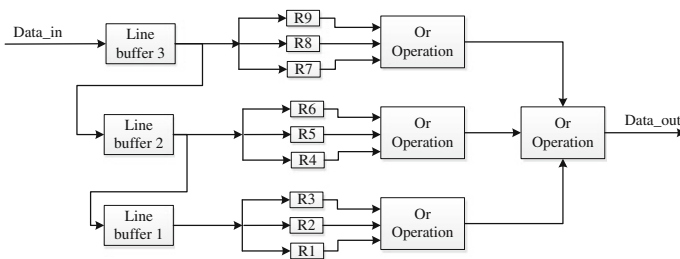 Data_in
Line
buffer 3
R9
R8
R7
Or
Operation
Line
buffer 2
R6
R5
R4
Or
Operation
Or
Operation
Data_out
Line
buffer 1
R3
R2
R1
Or
Operation